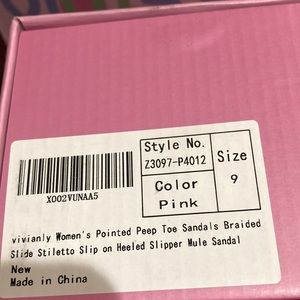 Style No.
Z3097-P4012
Size
9
Color
Pink
X002VUNAA5
vivianly Women's Pointed Peep Toe Sandals Braided
Slide Stiletto Slip on Heeled Slipper Mule Sandal
New
Made in China